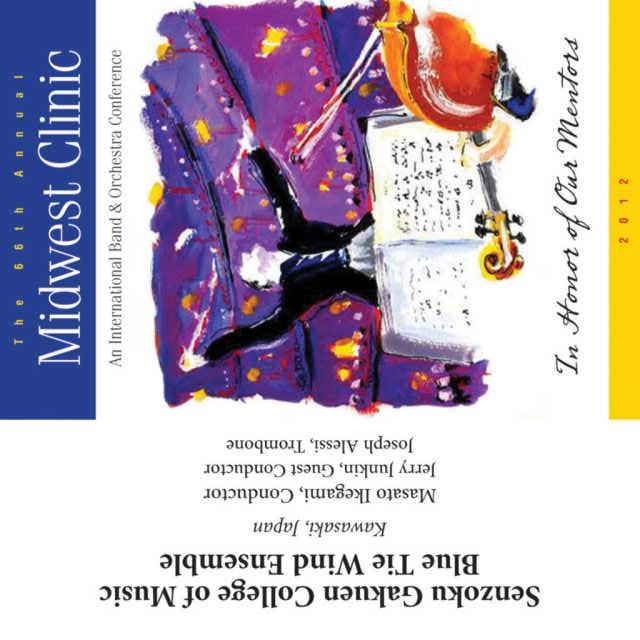 The 66th Annual
Midwest Clinic
An International Band & Orchestra Conference
In Honor of Our Mentors
2012
Senzoku Gakuen College of Music
Blue Tie Wind Ensemble
Kawasaki, Japan
Masato Ikegami, Conductor
Jerry Junkin, Guest Conductor
Joseph Alessi, Trombone